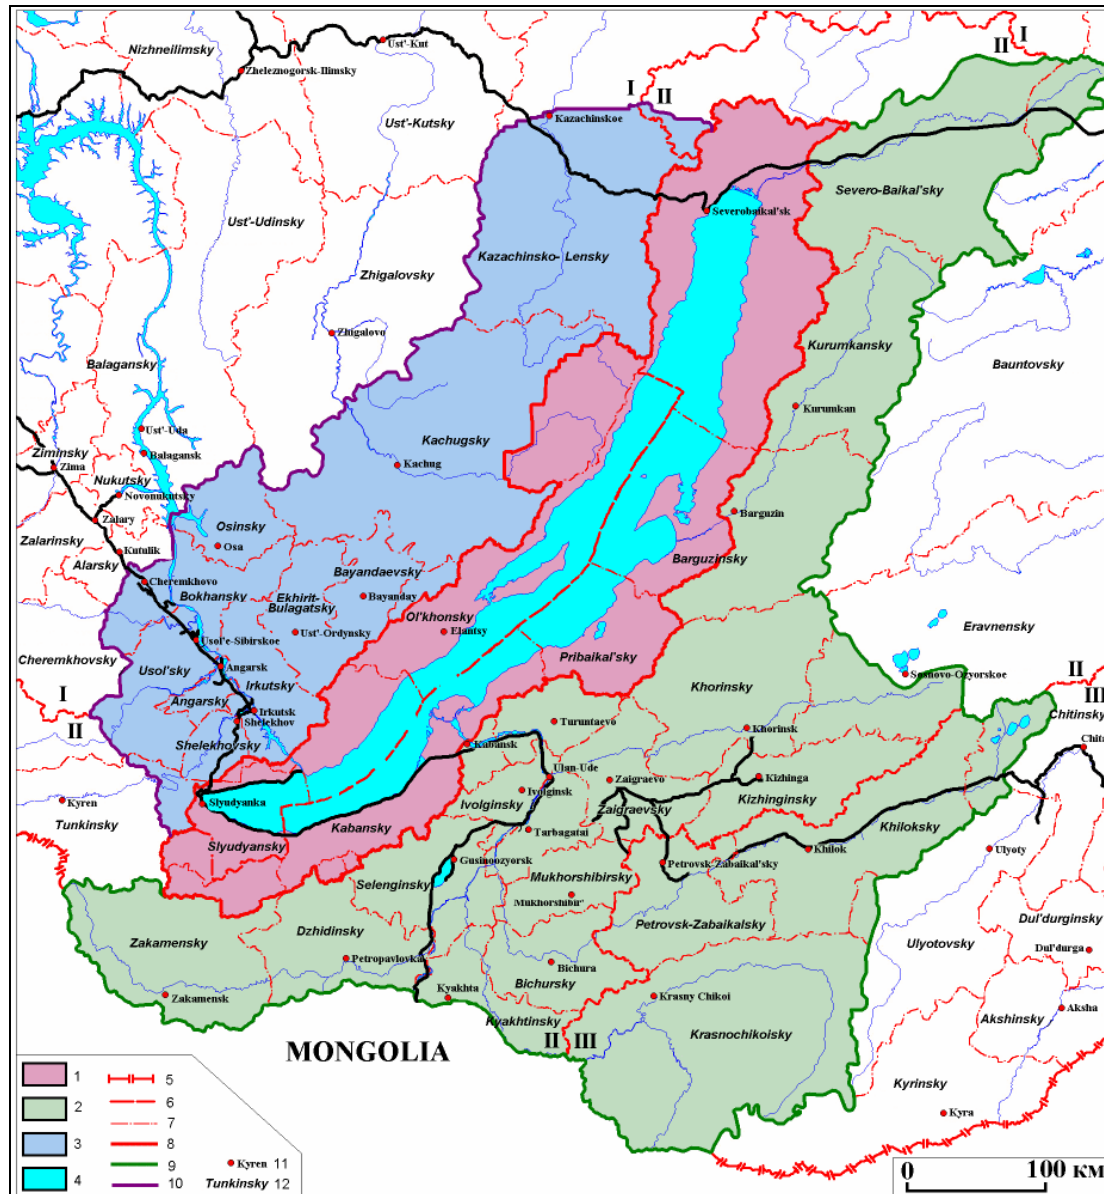 I
II
Ust'-Kut
Nizhneilimsky
Zheleznogorsk-Ilimsky
I
II
Kazachinskoe
Ust'-Kutsky
Severo-Baikal'sky
Severobaikal'sk
Ust'-Udinsky
Kazachinsko- Lensky
Zhigalovsky
Zhigalovo
Kurumkansky
Balagansky
Bauntovsky
Kurumkan
Ust'-Uda
Kachugsky
Ziminsky
Balagansk
Zima
Kachug
Nukutsky
Novonukutsky
Barguzin
Zalary
Osinsky
Zalarinsky
Osa
Kutulik
Alarsky
Barguzinsky
Bayandaevsky
Cheremkhovo
Bokhansky
Ekhirit-
Bulagatsky
Bayanday
Ol'khonsky
Eravnensky
Usol'e-Sibirskoe
Ust'-Ordynsky
Elantsy
Cheremkhovsky
Usol'sky
Angarsk
Pribaikal'sky
Sosnovo-Ozyorskoe
II
Irkutsky
Khorinsky
I
Angarsky
III
Irkutsk
Shelekhov
Turuntaevo
Khorinsk
Chitinsky
II
Shelekhovsky
Kabansk
Chita
Ulan-Ude
Zaigraevo
Kizhinga
Kyren
Slyudyanka
Ivolginsk
Ivolginsky
Kizhinginsky
Tunkinsky
Zaigraevsky
Kabansky
Tarbagatai
Khiloksky
Slyudyansky
Khilok
Ulyoty
Gusinoozyorsk
Petrovsk-Zabaikal'sky
Selenginsky
Mukhorshibirsky
Mukhorshibir'
Dul'durginsky
Zakamensky
Dzhidinsky
Petrovsk-Zabaikalsky
Ulyotovsky
Dul'durga
Petropavlovka
Bichura
Bichursky
Zakamensk
Kyakhta
Krasny Chikoi
Aksha
Akshinsky
Kyakhtinsky
Krasnochikoisky
II
III
MONGOLIA
Kyrinsky
Kyra
1
5
2
6
7
3
8
9
Kyren 11
4
10
Tunkinsky 12
0
100 км